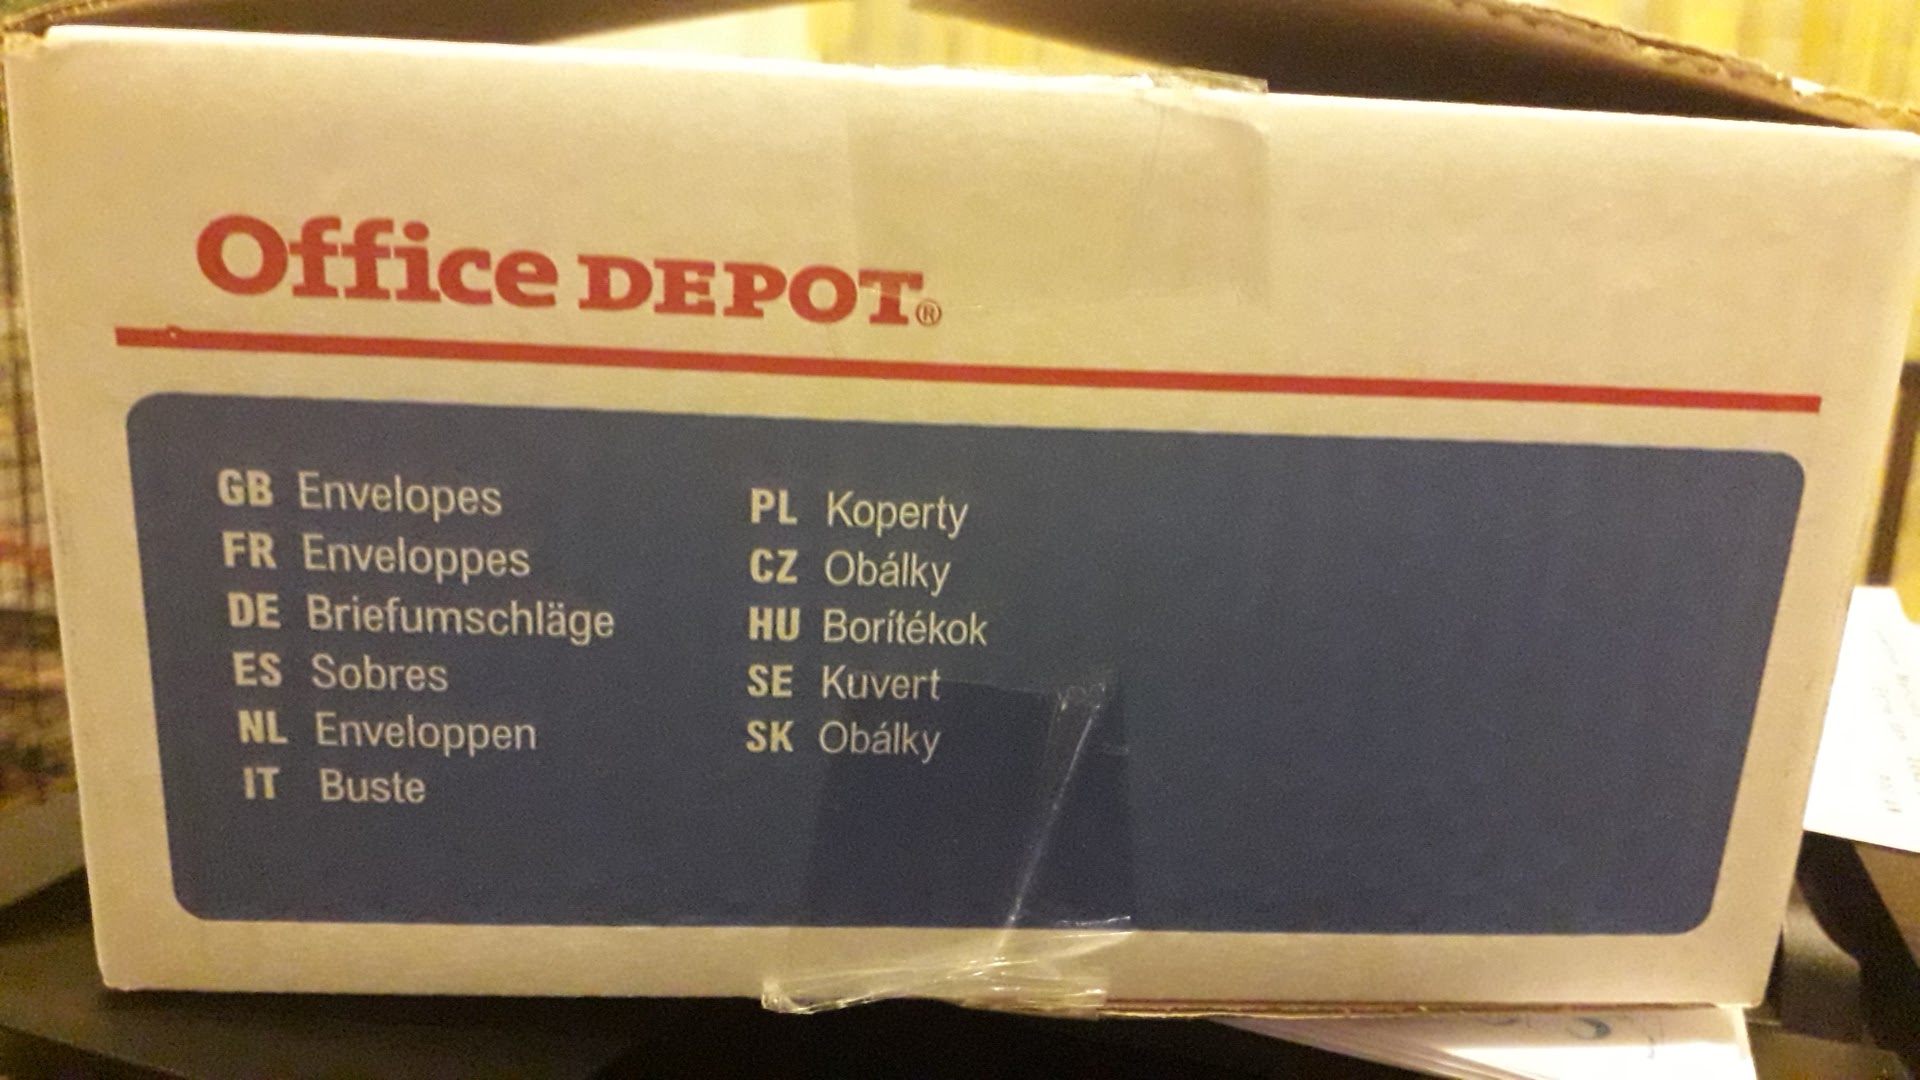 Office DEPOT®
GB Envelopes
FR Enveloppes
DE Briefumschläge
ES Sobres
NL Enveloppen
IT Buste
PL Koperty
CZ Obálky
HU Borítékok
SE Kuvert
SK Obálky